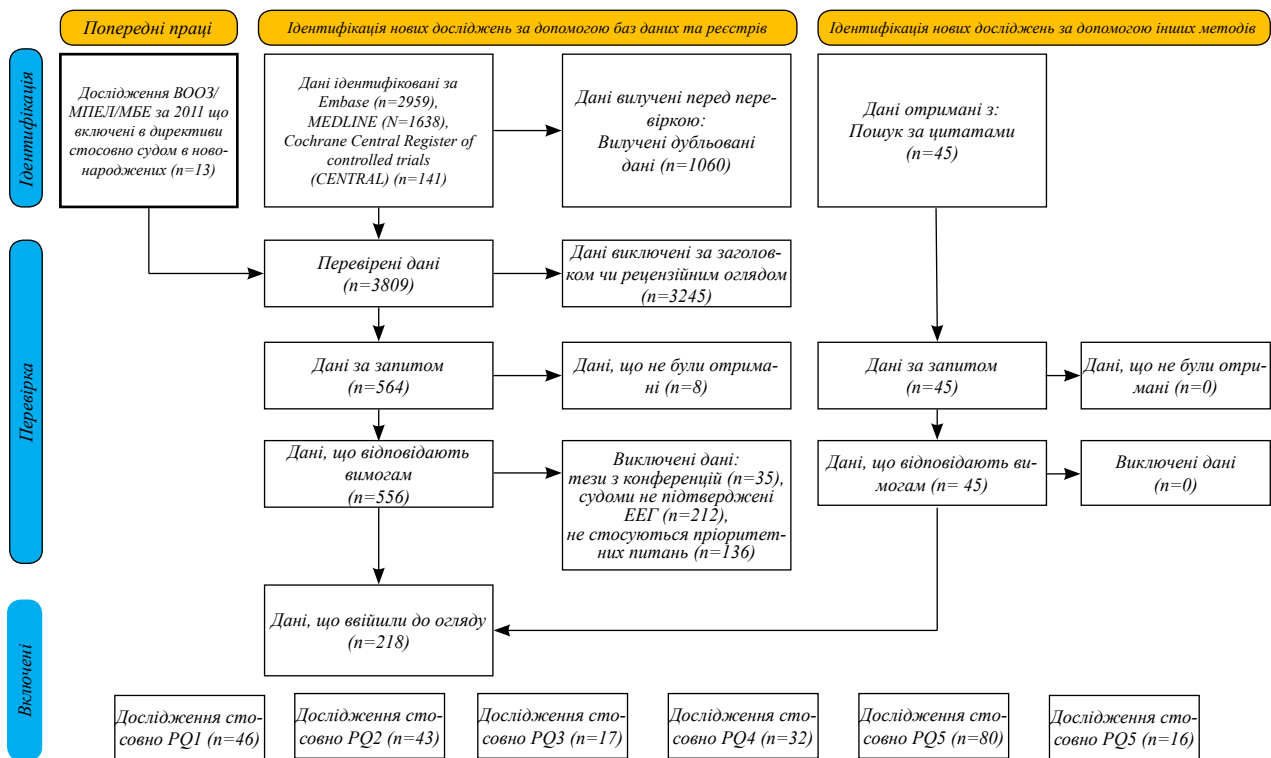 Попередні праці
Ідентифікація нових досліджень за допомогою баз даних та реєстрів
Ідентифікація нових досліджень за допомогою інших методів
Ідентифікація
Дослідження ВООЗ/
МПЕЛ/МБЕ за 2011 що
включені в директиви
стосовно судом в ново-
народжених (n=13)
Дані ідентифіковані за
Embase (n=2959),
MEDLINE (N=1638),
Cochrane Central Register of
controlled trials
(CENTRAL) (n=141)
Дані вилучені перед пере-
віркою:
Вилучені дубльовані
дані (n=1060)
Дані отримані з:
Пошук за цитатами
(n=45)
Перевірка
Перевірені дані
(n=3809)
Дані виключені за заголов-
ком чи рецензійним оглядом
(n=3245)
Дані за запитом
(n=564)
Дані, що не були отрима-
ні (n=8)
Дані за запитом
(n=45)
Дані, що не були отри-
мані (n=0)
Дані, що відповідають
вимогам
(n=556)
Виключені дані:
тези з конференцій (n=35),
судоми не підтверджені
ЕЕГ (n=212),
не стосуються пріоритет-
них питань (n=136)
Дані, що відповідають ви-
могам (n= 45)
Виключені дані
(n=0)
Включені
Дані, що ввійшли до огляду
(n=218)
Дослідження сто-
совно PQ1 (n=46)
Дослідження сто-
совно PQ2 (n=43)
Дослідження сто-
совно PQ3 (n=17)
Дослідження сто-
совно PQ4 (n=32)
Дослідження сто-
совно PQ5 (n=80)
Дослідження сто-
совно PQ5 (n=16)